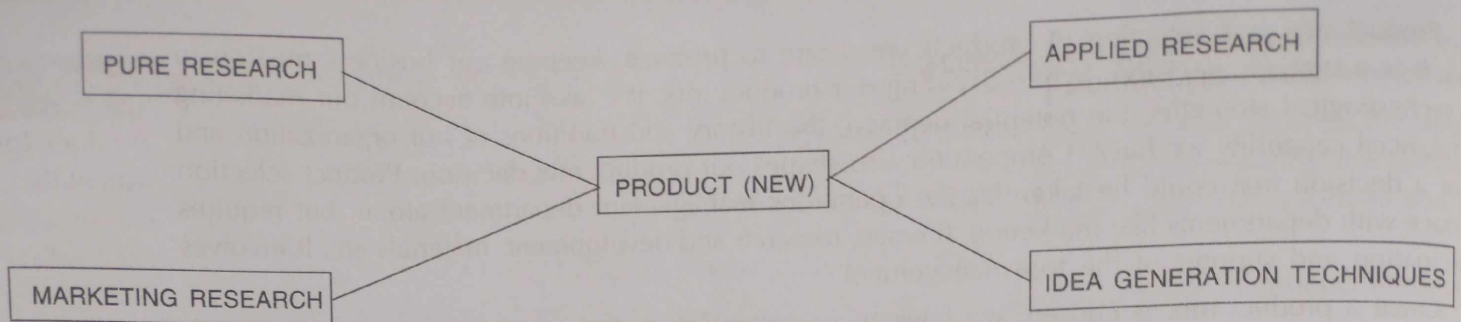 PURE RESEARCH
APPLIED RESEARCH
PRODUCT (NEW)
MARKETING RESEARCH
IDEA GENERATION TECHNIQUES